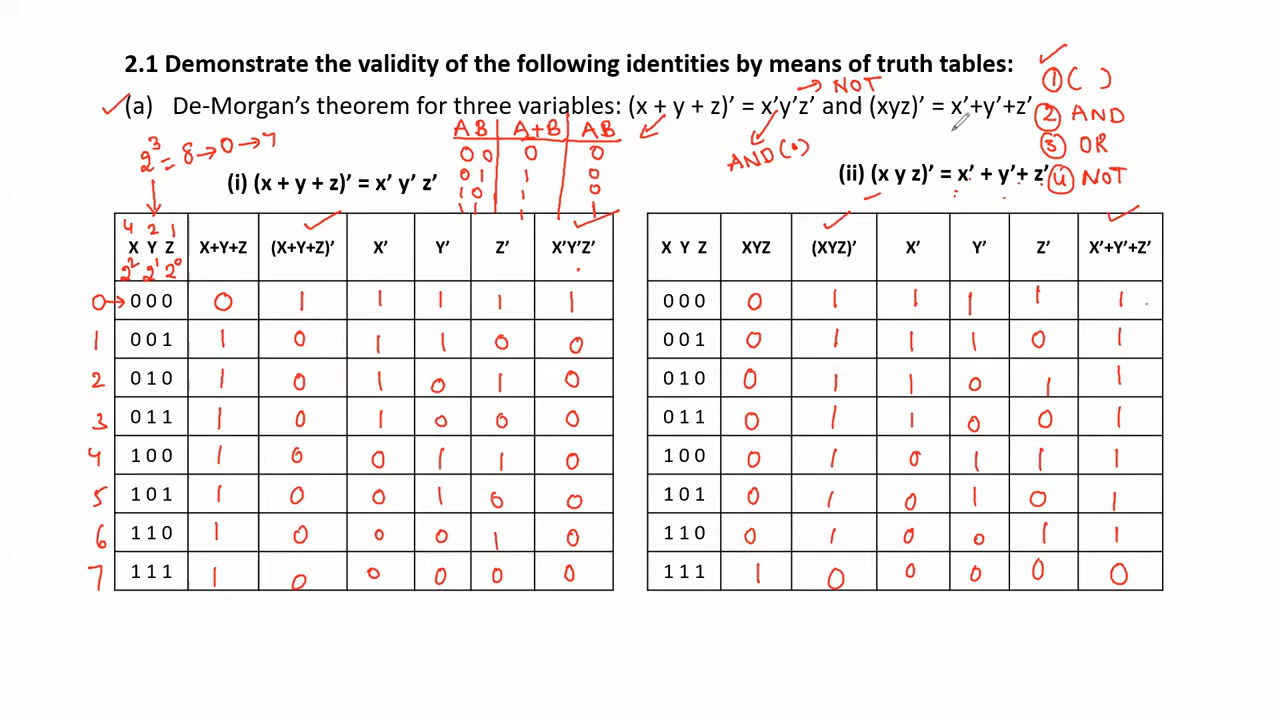 2.1 Demonstrate the validity of the following identities by means of truth tables:
(a) De-Morgan's theorem for three variables: (x + y + z)' = x'y'z' and (xyz)' = x'+y'+z'
→ NOT
AND(.)
① ( )
② AND
③ OR
④ NOT
2³ = 8 → 0 → 7
A B A+B AB
0 0 0 0
0 1 1 0
1 0 1 0
1 1 1 1
(i) (x + y + z)' = x' y' z'
4 2 1
X Y Z X+Y+Z (X+Y+Z)' X' Y' Z' X'Y'Z'
2² 2¹ 2⁰
0→ 0 0 0 0 1 1 1 1 1
1 0 0 1 1 0 1 1 0 0
2 0 1 0 1 0 1 0 1 0
3 0 1 1 1 0 1 0 0 0
4 1 0 0 1 0 0 1 1 0
5 1 0 1 1 0 0 1 0 0
6 1 1 0 1 0 0 0 1 0
7 1 1 1 1 0 0 0 0 0
(ii) (x y z)' = x' + y'+ z'
X Y Z XYZ (XYZ)' X' Y' Z' X'+Y'+Z'
0 0 0 0 1 1 1 1 1
0 0 1 0 1 1 1 0 1
0 1 0 0 1 1 0 1 1
0 1 1 0 1 1 0 0 1
1 0 0 0 1 0 1 1 1
1 0 1 0 1 0 1 0 1
1 1 0 0 1 0 0 1 1
1 1 1 1 0 0 0 0 0